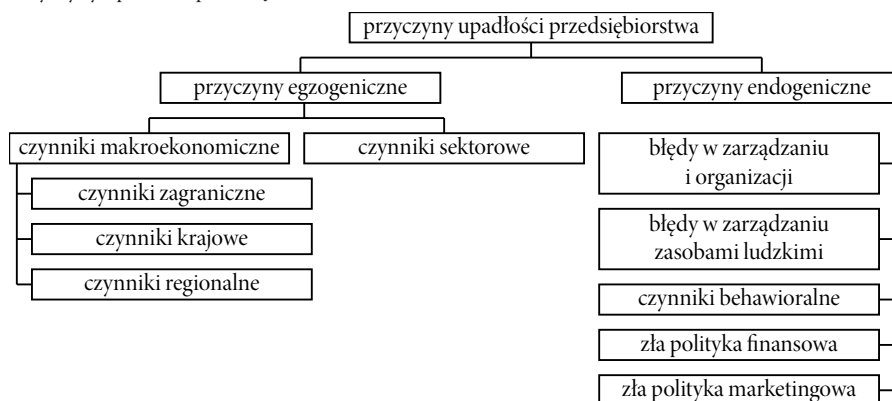 przyczyny upadłości przedsiębiorstwa
przyczyny egzogeniczne
przyczyny endogeniczne
czynniki makroekonomiczne
czynniki sektorowe
błędy w zarządzaniu
i organizacji
czynniki zagraniczne
błędy w zarządzaniu
zasobami ludzkimi
czynniki krajowe
czynniki regionalne
czynniki behawioralne
zła polityka finansowa
zła polityka marketingowa